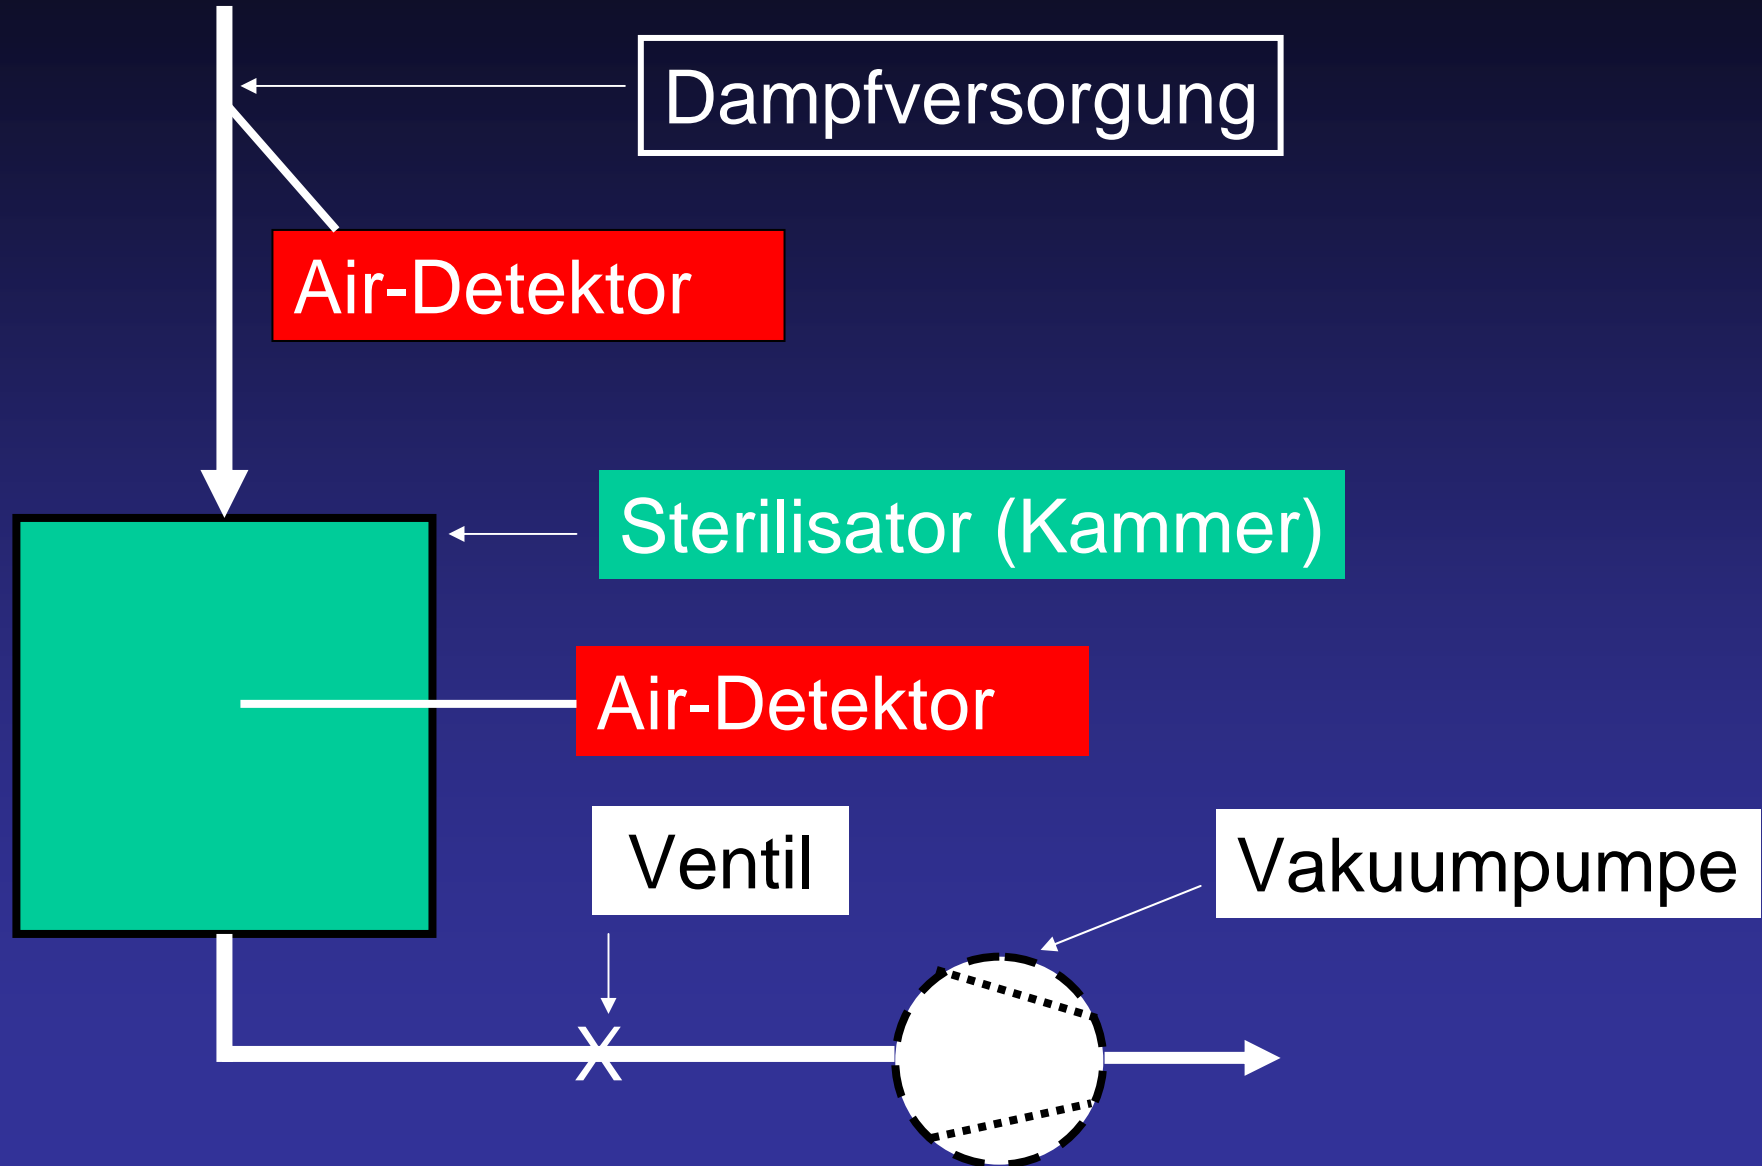 Dampfversorgung
Air-Detektor
Sterilisator (Kammer)
Air-Detektor
Ventil
Vakuumpumpe
X